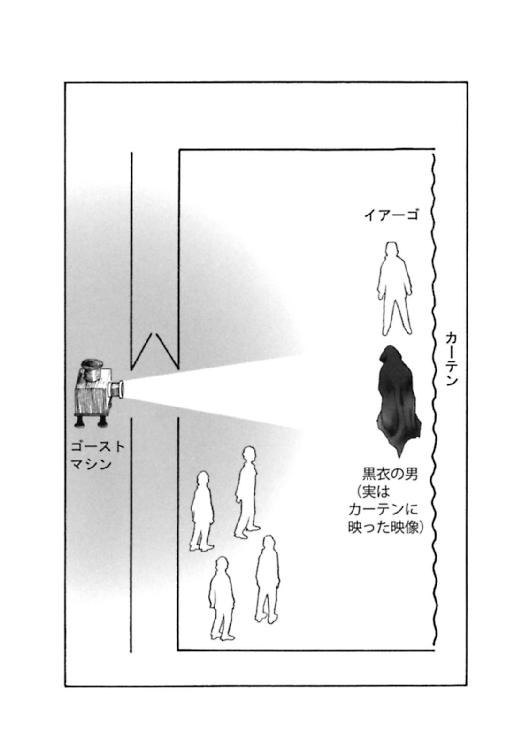 イアーゴ
カーテン
ゴースト
マシン
黒衣の男
（実は
カーテンに
映った映像）